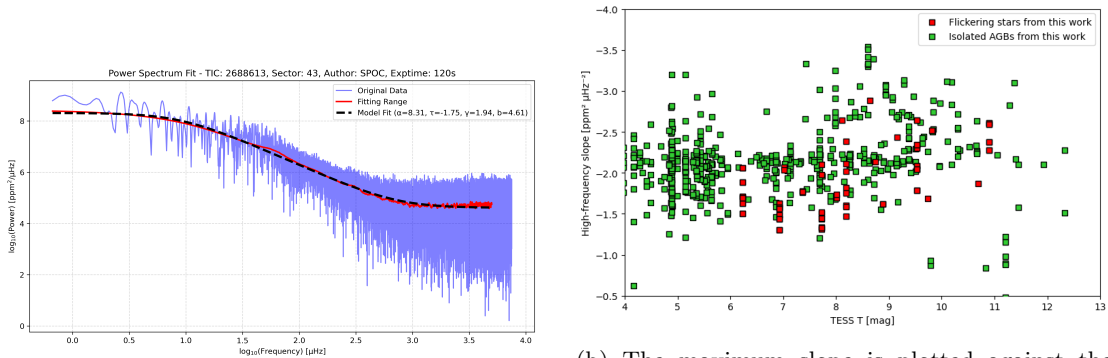 Power Spectrum Fit - TIC: 2688613, Sector: 43, Author: SPOC, Exptime: 120s
Original Data
Fitting Range
Model Fit (α=8.31, τ=-1.75, γ=1.94, b=4.61)
log₁₀(Power) [ppm²/μHz]
8
6
4
2
0
0.0 0.5 1.0 1.5 2.0 2.5 3.0 3.5 4.0
log₁₀(Frequency) [μHz]
Flickering stars from this work
Isolated AGBs from this work
High-frequency slope [ppm² μHz⁻²]
−4.0
−3.5
−3.0
−2.5
−2.0
−1.5
−1.0
−0.5
4 5 6 7 8 9 10 11 12 13
TESS T [mag]
(b) The maximum slope is plotted against the